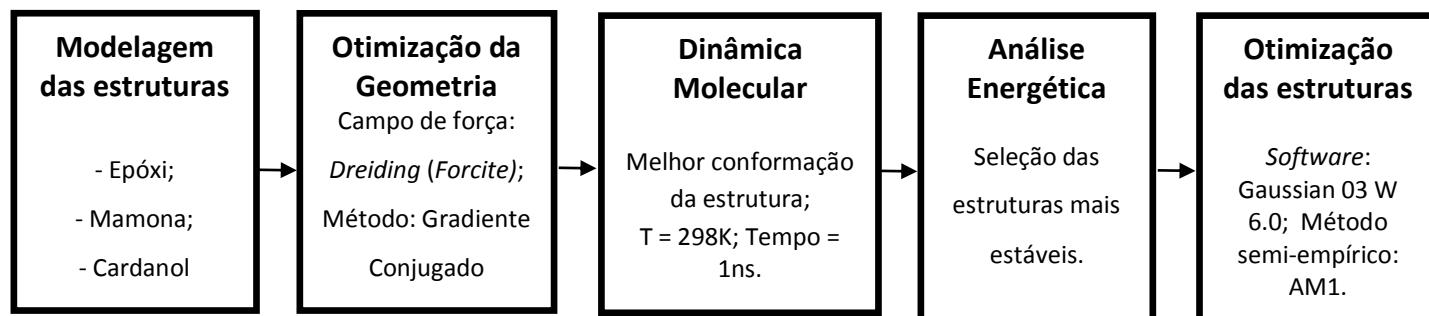 Modelagem
das estruturas
- Epóxi;
- Mamona;
- Cardanol
Otimização da
Geometria
Campo de força:
Dreiding (Forcite);
Método: Gradiente
Conjugado
Dinâmica
Molecular
Melhor conformação
da estrutura;
T = 298K; Tempo =
1ns.
Análise
Energética
Seleção das
estruturas mais
estáveis.
Otimização
das estruturas
Software:
Gaussian 03 W
6.0; Método
semi-empírico:
AM1.